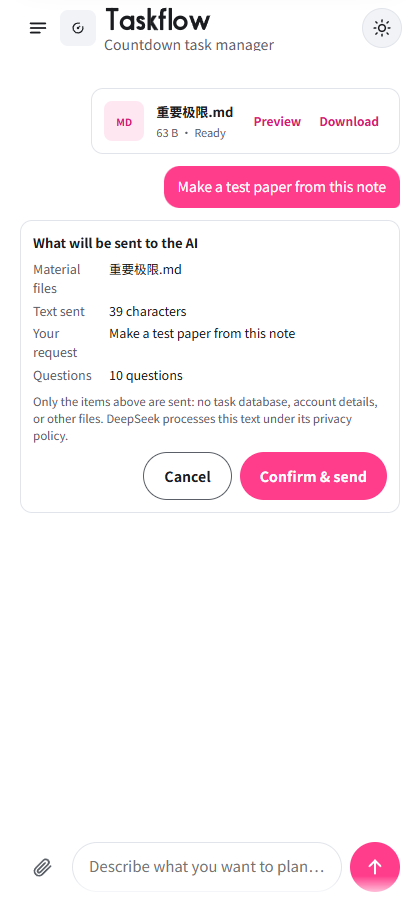 Taskflow
Countdown task manager
MD
重要极限.md
63 B • Ready
Preview
Download
Make a test paper from this note
What will be sent to the AI
Material files
重要极限.md
Text sent
39 characters
Your request
Make a test paper from this note
Questions
10 questions
Only the items above are sent: no task database, account details,
or other files. DeepSeek processes this text under its privacy
policy.
Cancel
Confirm & send
Describe what you want to plan…